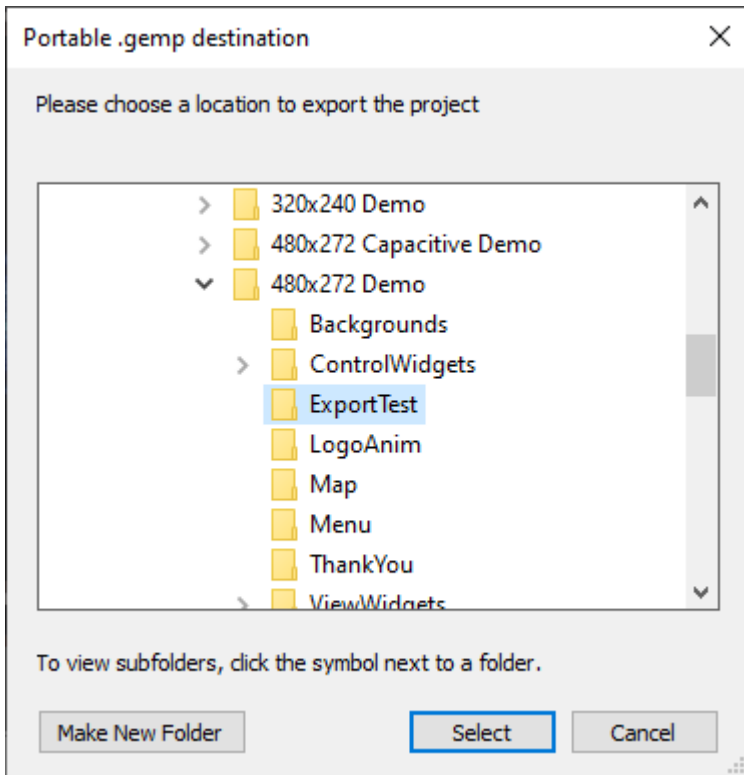 Portable .gemp destination
Please choose a location to export the project
320x240 Demo
480x272 Capacitive Demo
480x272 Demo
Backgrounds
ControlWidgets
ExportTest
LogoAnim
Map
Menu
ThankYou
ViewWidgets
To view subfolders, click the symbol next to a folder.
Make New Folder
Select
Cancel